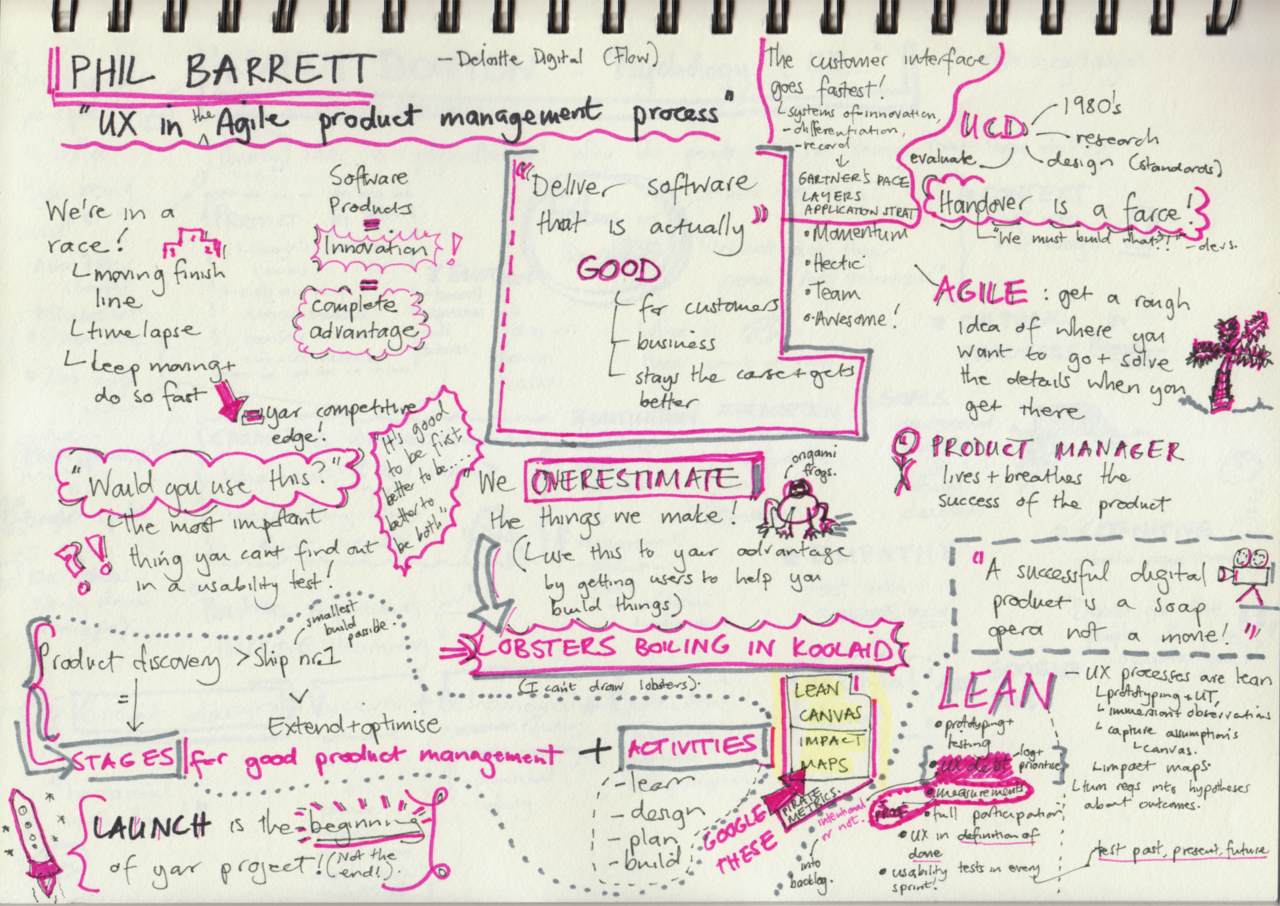 PHIL BARRETT
- Deloitte Digital (Flow)
"UX in the Agile product management process"
We're in a
race!
moving finish
line
time lapse
keep moving +
do so fast
= your competitive
edge!
Software
Products
=
Innovation!
=
complete
advantage
"Would you use this?"
the most important
thing you can't find out
in a usability test!
?!
"It's good
to be first
better to be....
better to
be both"
"Deliver software
that is actually"
GOOD
for customers
business
stays the course + gets
better
The customer interface
goes fastest!
systems of innovation,
- differentiation,
- record
GARTNER'S PACE
LAYERS
APPLICATION STRAT
• Momentum
• Hectic
• Team
• Awesome!
UCD
1980's
research
design (standards)
evaluate
Handover is a farce!
"We must build what?!" - devs.
AGILE : get a rough
idea of where you
want to go + solve
the details when you
get there
PRODUCT MANAGER
lives + breathes the
success of the product
"We OVERESTIMATE
the things we make!
(Luse this to your advantage
by getting users to help you
build things)
origami
frogs.
LOBSTERS BOILING IN KOOLAID
(I can't draw lobsters).
"A successful digital
product is a soap
opera not a movie!"
Product discovery > Ship nr.1
smallest
build
possible.
=
Extend + optimise
STAGES for good product management + ACTIVITIES
- learn
- design
- plan
- build
LAUNCH is the beginning
of your project! (Not the
end!)
LEAN
CANVAS
IMPACT
MAPS
PIRATE
METRICS.
GOOGLE
THESE
intentional
or not.
into
backlog.
LEAN
• prototyping +
testing
• UX debt
- log +
prioritise
• measurements
PROOF
• full participation
• UX in definition of
done
• usability tests in every
sprint!
- UX processes are lean
prototyping + UT,
immersion + observations
capture assumptions
canvas.
impact maps
turn reqs into hypotheses
about outcomes.
test past, present, future